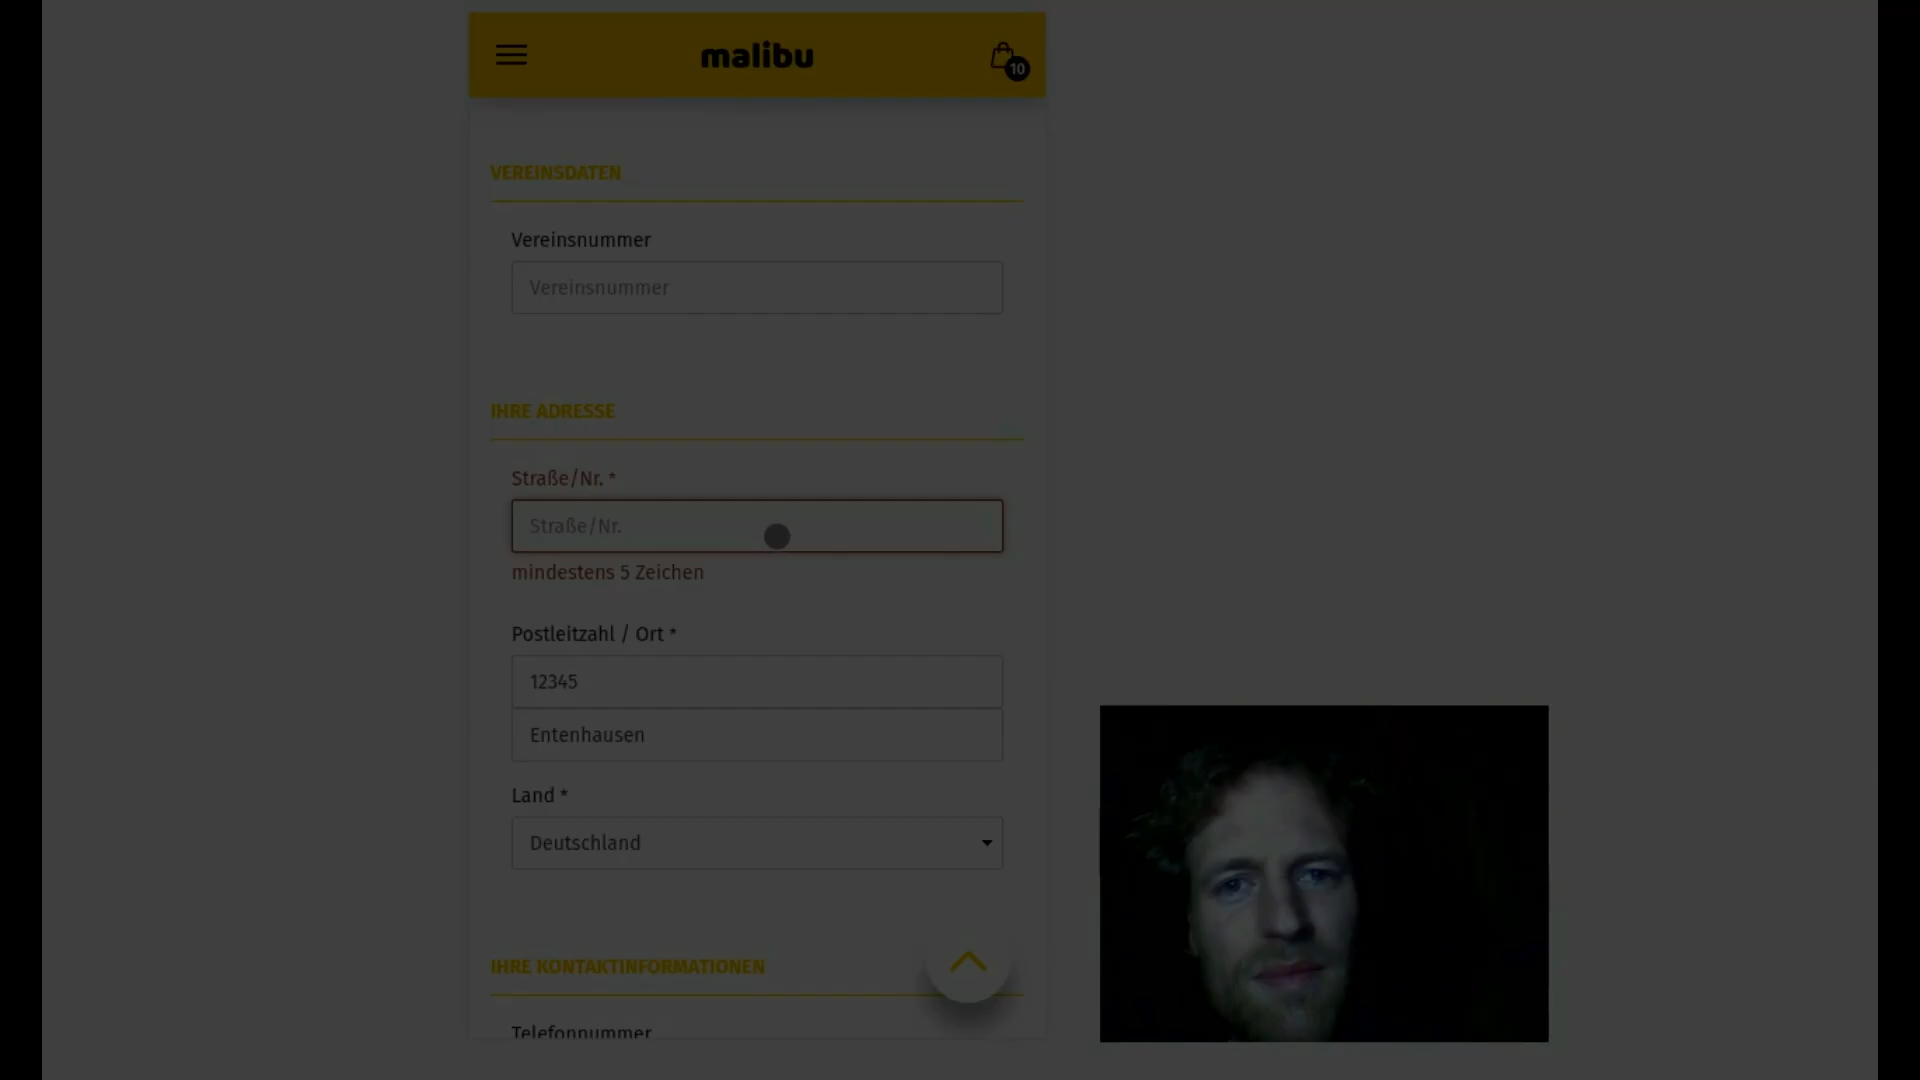 malibu
10
VEREINSDATEN
Vereinsnummer
Vereinsnummer
IHRE ADRESSE
Straße/Nr. *
Straße/Nr.
mindestens 5 Zeichen
Postleitzahl / Ort *
12345
Entenhausen
Land *
Deutschland
IHRE KONTAKTINFORMATIONEN
Telefonnummer